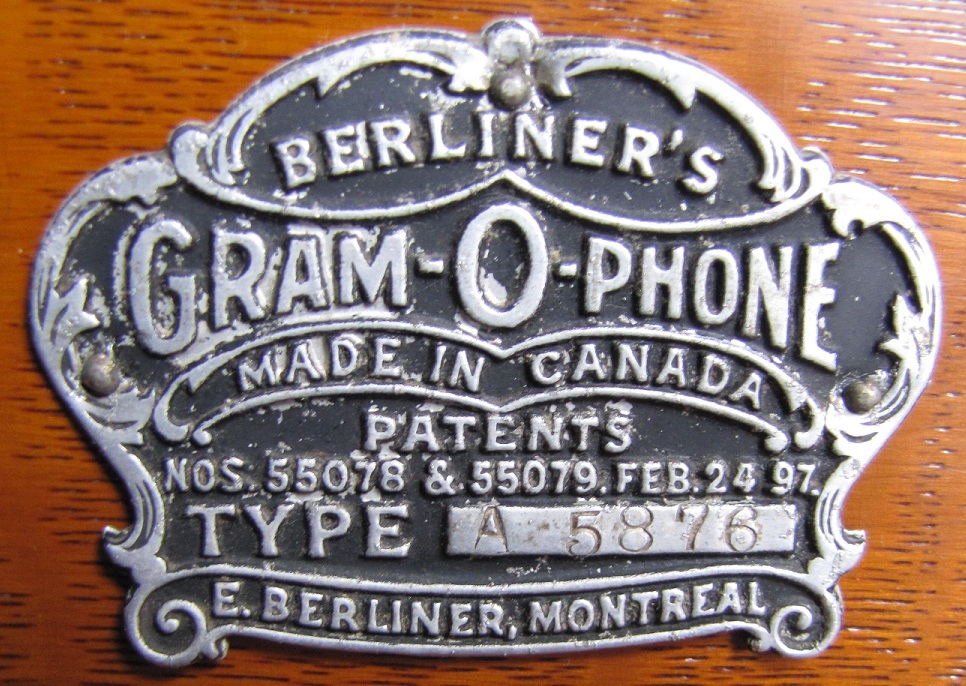 BERLINER'S
GRAM-O-PHONE
MADE IN CANADA
PATENTS
NOS. 55078 & 55079. FEB. 24 97.
TYPE A 5876
E. BERLINER, MONTREAL